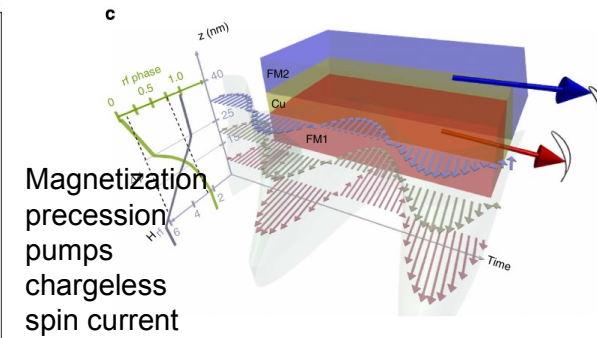 c
z (nm)
rf phase
0
0.5
1.0
40
25
15
FM2
Cu
FM1
Magnetization
precession
pumps
chargeless
spin current
H rf
6
4
2
Time